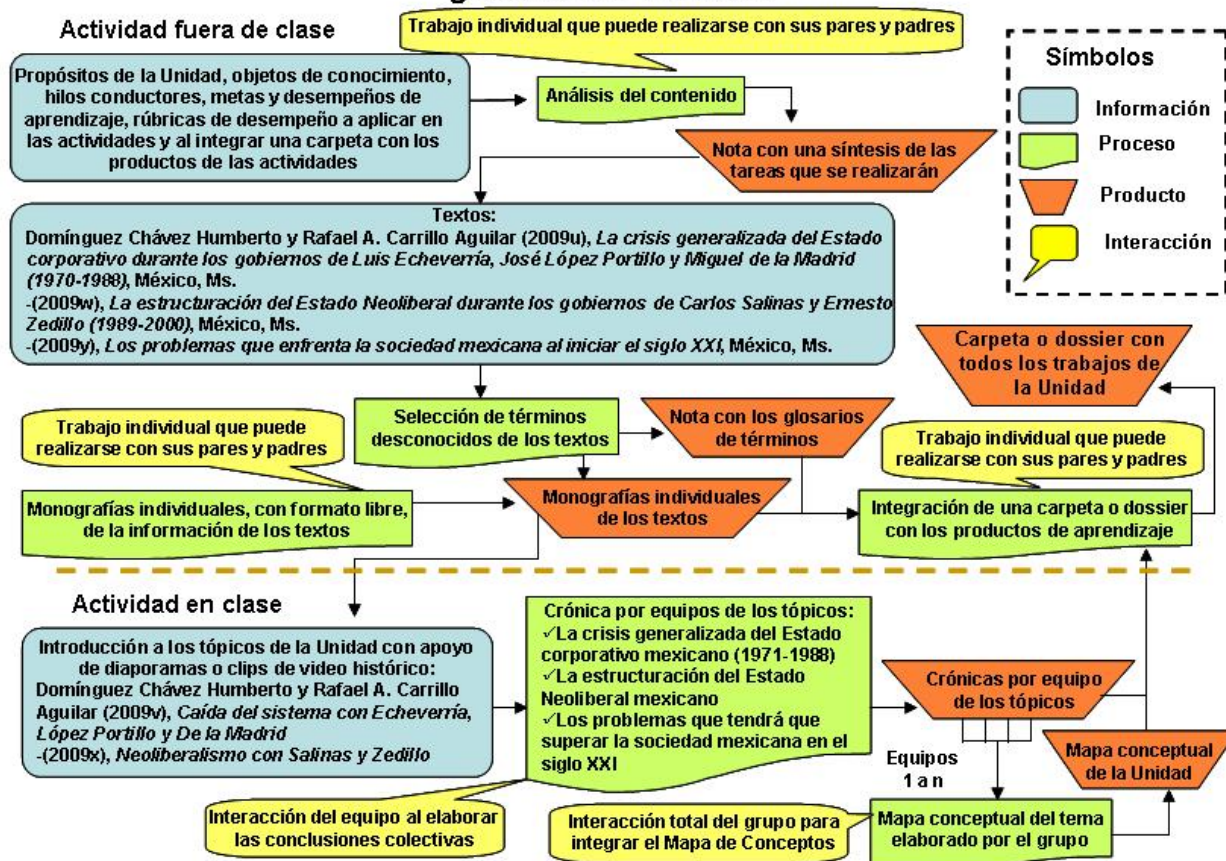 Actividad fuera de clase
Trabajo individual que puede realizarse con sus pares y padres
Propósitos de la Unidad, objetos de conocimiento,
hilos conductores, metas y desempeños de
aprendizaje, rúbricas de desempeño a aplicar en
las actividades y al integrar una carpeta con los
productos de las actividades
Análisis del contenido
Nota con una síntesis de las
tareas que se realizarán
Símbolos
Información
Proceso
Producto
Interacción
Textos:
Domínguez Chávez Humberto y Rafael A. Carrillo Aguilar (2009u), La crisis generalizada del Estado
corporativo durante los gobiernos de Luis Echeverría, José López Portillo y Miguel de la Madrid
(1970-1988), México, Ms.
-(2009w), La estructuración del Estado Neoliberal durante los gobiernos de Carlos Salinas y Ernesto
Zedillo (1989-2000), México, Ms.
-(2009y), Los problemas que enfrenta la sociedad mexicana al iniciar el siglo XXI, México, Ms.
Carpeta o dossier con
todos los trabajos de
la Unidad
Trabajo individual que puede
realizarse con sus pares y padres
Selección de términos
desconocidos de los textos
Nota con los glosarios
de términos
Trabajo individual que puede
realizarse con sus pares y padres
Monografías individuales, con formato libre,
de la información de los textos
Monografías individuales
de los textos
Integración de una carpeta o dossier
con los productos de aprendizaje
Actividad en clase
Introducción a los tópicos de la Unidad con apoyo
de diaporamas o clips de video histórico:
Domínguez Chávez Humberto y Rafael A. Carrillo
Aguilar (2009v), Caída del sistema con Echeverría,
López Portillo y De la Madrid
-(2009x), Neoliberalismo con Salinas y Zedillo
Crónica por equipos de los tópicos:
✓La crisis generalizada del Estado
corporativo mexicano (1971-1988)
✓La estructuración del Estado
Neoliberal mexicano
✓Los problemas que tendrá que
superar la sociedad mexicana en el
siglo XXI
Crónicas por equipo
de los tópicos
Equipos
1 a n
Mapa conceptual
de la Unidad
Interacción del equipo al elaborar
las conclusiones colectivas
Interacción total del grupo para
integrar el Mapa de Conceptos
Mapa conceptual del tema
elaborado por el grupo